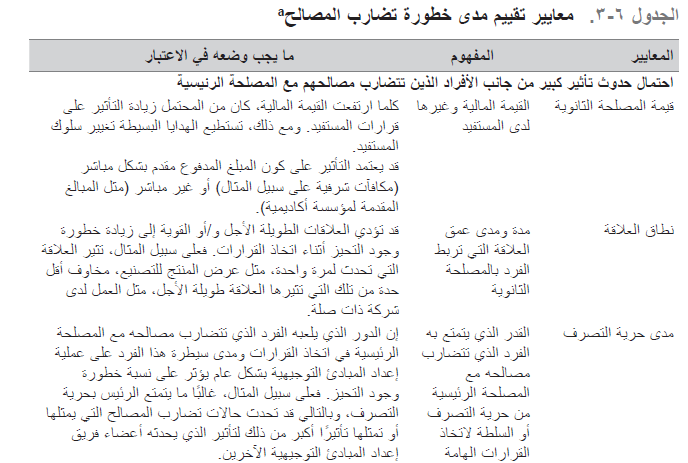 الجدول ٦-٣. معايير تقييم مدى خطورة تضارب المصالح a
المعايير المفهوم ما يجب وضعه في الاعتبار
احتمال حدوث تأثير كبير من جانب الأفراد الذين تتضارب مصالحهم مع المصلحة الرئيسية
قيمة المصلحة الثانوية القيمة المالية وغيرها كلما ارتفعت القيمة المالية، كان من المحتمل زيادة التأثير على
لدى المستفيد قرارات المستفيد. ومع ذلك، تستطيع الهدايا البسيطة تغيير سلوك
المستفيد.
قد يعتمد التأثير على كون المبلغ المدفوع مقدم بشكل مباشر
(مكافآت شرفية على سبيل المثال) أو غير مباشر (مثل المبالغ
المقدمة لمؤسسة أكاديمية).
نطاق العلاقة مدة ومدى عمق قد تؤدي العلاقات الطويلة الأجل و/أو القوية إلى زيادة خطورة
العلاقة التي تربط وجود التحيز أثناء اتخاذ القرارات. فعلى سبيل المثال، تثير العلاقة
الفرد بالمصلحة التي تحدث لمرة واحدة، مثل عرض المنتج للتصنيع، مخاوف أقل
الثانوية حدة من تلك التي تثيرها العلاقة طويلة الأجل، مثل العمل لدى
شركة ذات صلة.
مدى حرية التصرف القدر الذي يتمتع به إن الدور الذي يلعبه الفرد الذي تتضارب مصالحه مع المصلحة
الفرد الذي تتضارب الرئيسية في اتخاذ القرارات ومدى سيطرة هذا الفرد على عملية
مصالحه مع إعداد المبادئ التوجيهية بشكل عام يؤثر على نسبة خطورة
المصلحة الرئيسية وجود التحيز. فعلى سبيل المثال، غالبًا ما يتمتع الرئيس بحرية
من حرية التصرف التصرف، وبالتالي قد تحدث حالات تضارب المصالح التي يمثلها
أو السلطة لاتخاذ أو تمثلها تأثيرًا أكبر من ذلك لتأثير الذي يحدثه أعضاء فريق
القرارات الهامة إعداد المبادئ التوجيهية الآخرين.